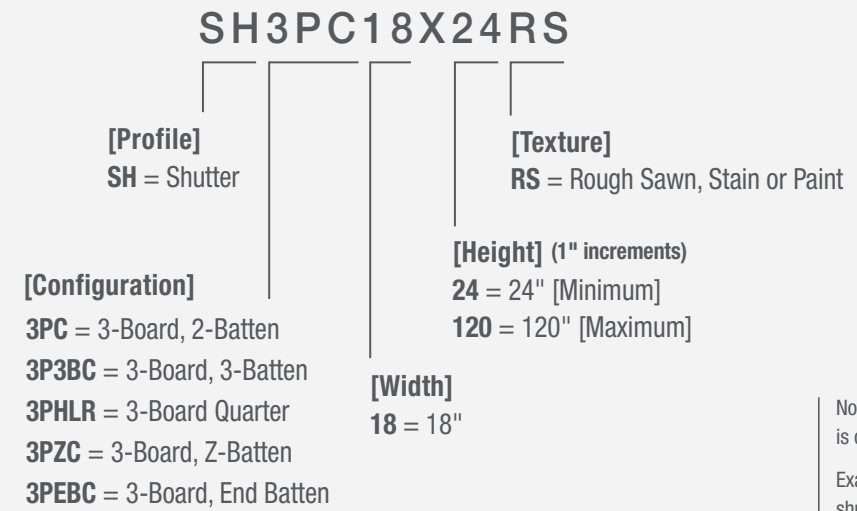 SH3PC18X24RS
[Profile]
SH = Shutter
[Texture]
RS = Rough Sawn, Stain or Paint
[Height] (1" increments)
24 = 24" [Minimum]
120 = 120" [Maximum]
[Configuration]
3PC = 3-Board, 2-Batten
3P3BC = 3-Board, 3-Batten
3PHLR = 3-Board Quarter
3PZC = 3-Board, Z-Batten
3PEBC = 3-Board, End Batten
[Width]
18 = 18"
is